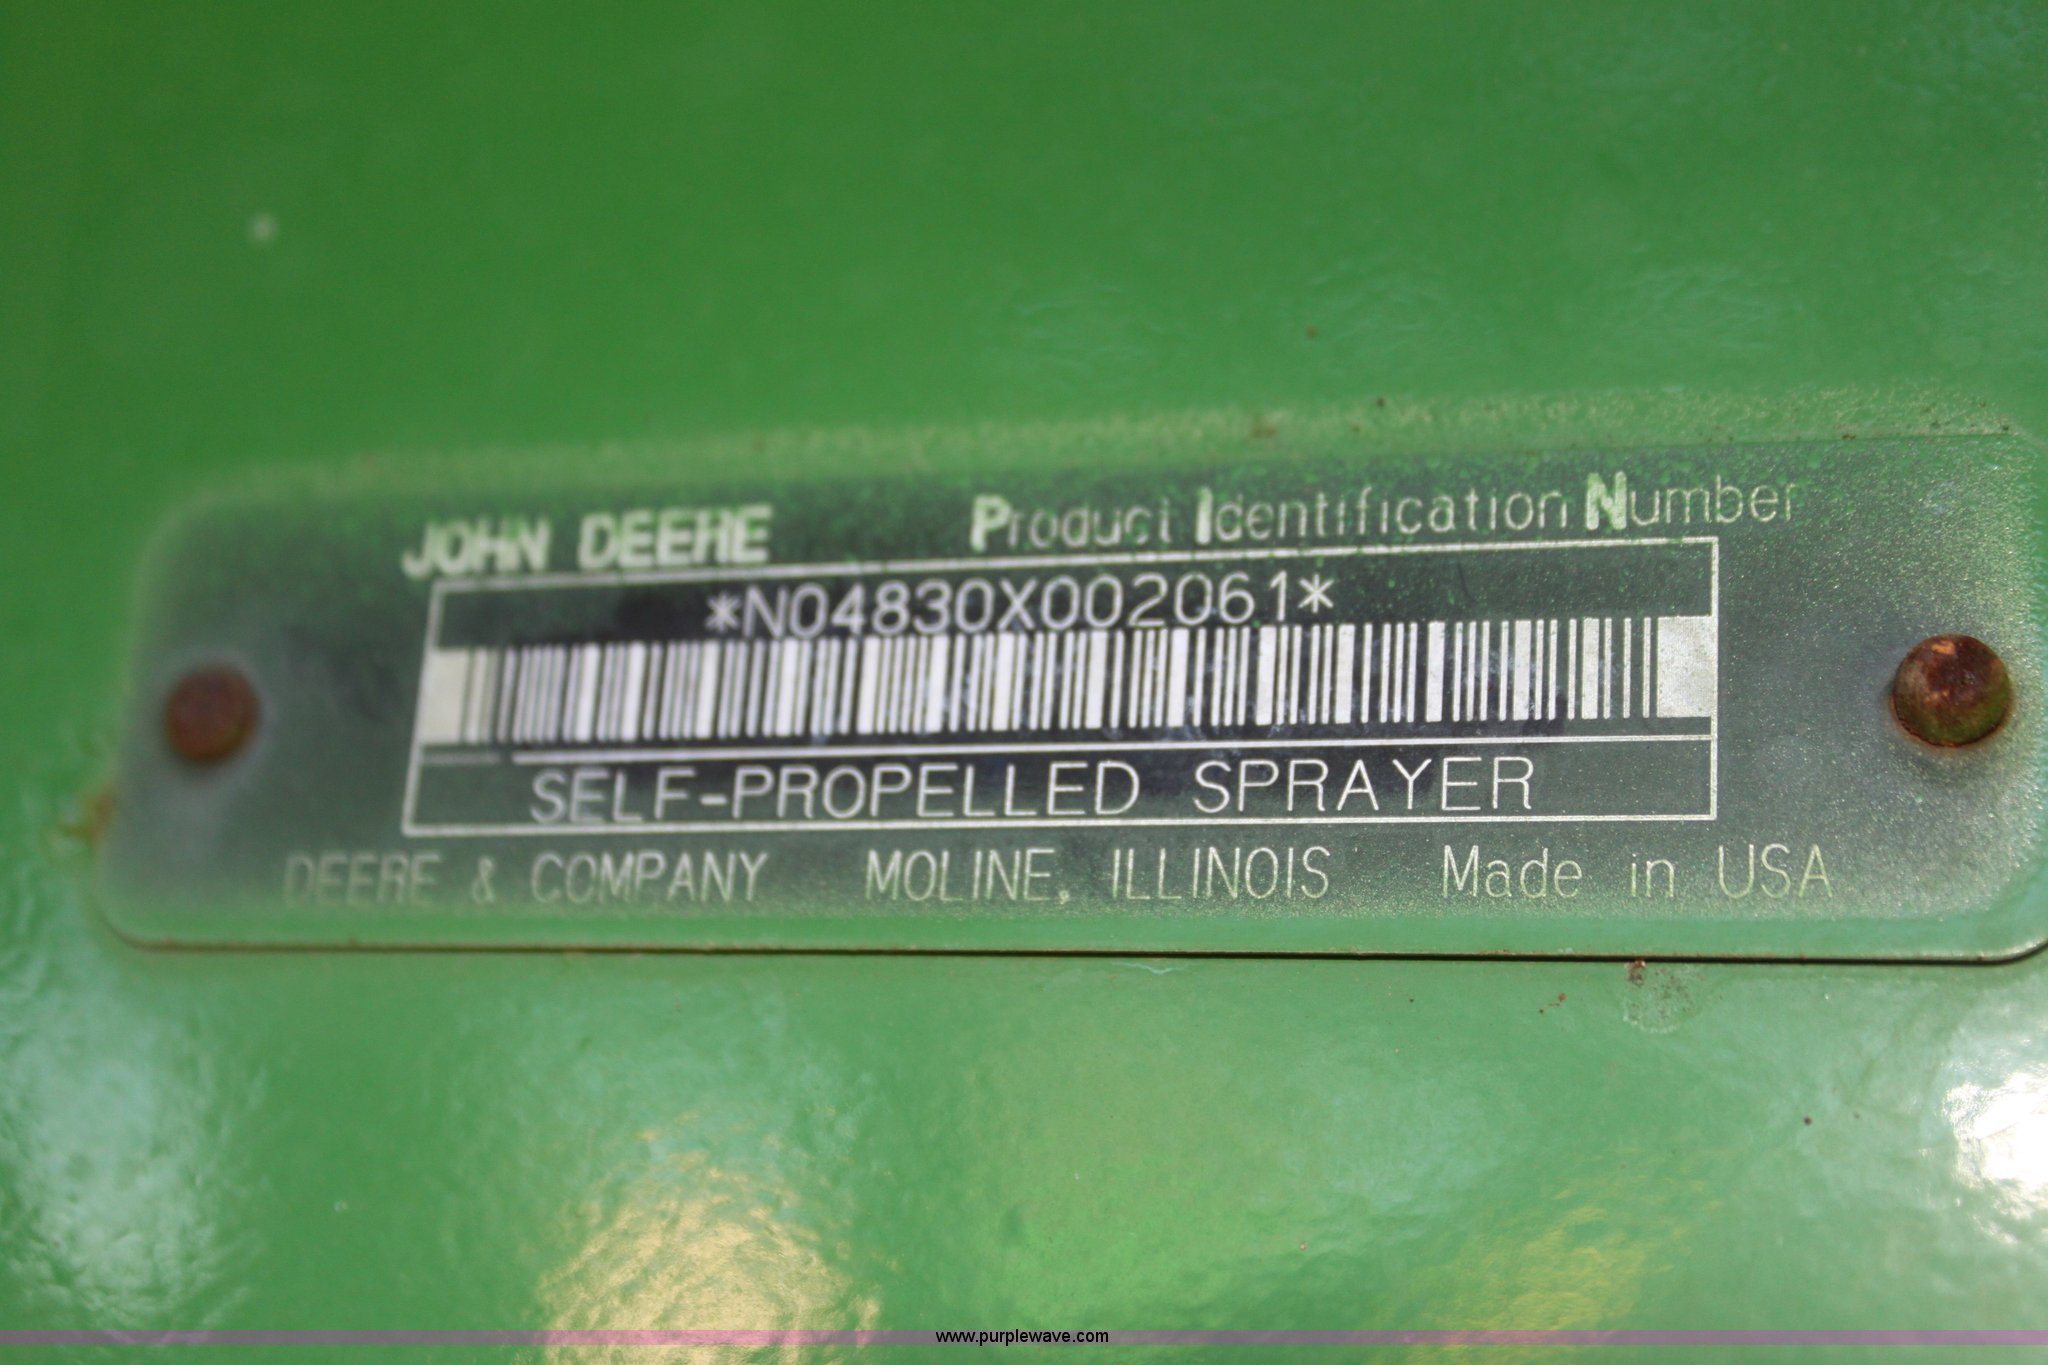 JOHN DEERE Product Identification Number
*N04830X002061*
SELF-PROPELLED SPRAYER
DEERE & COMPANY MOLINE, ILLINOIS Made in USA
www.purplewave.com